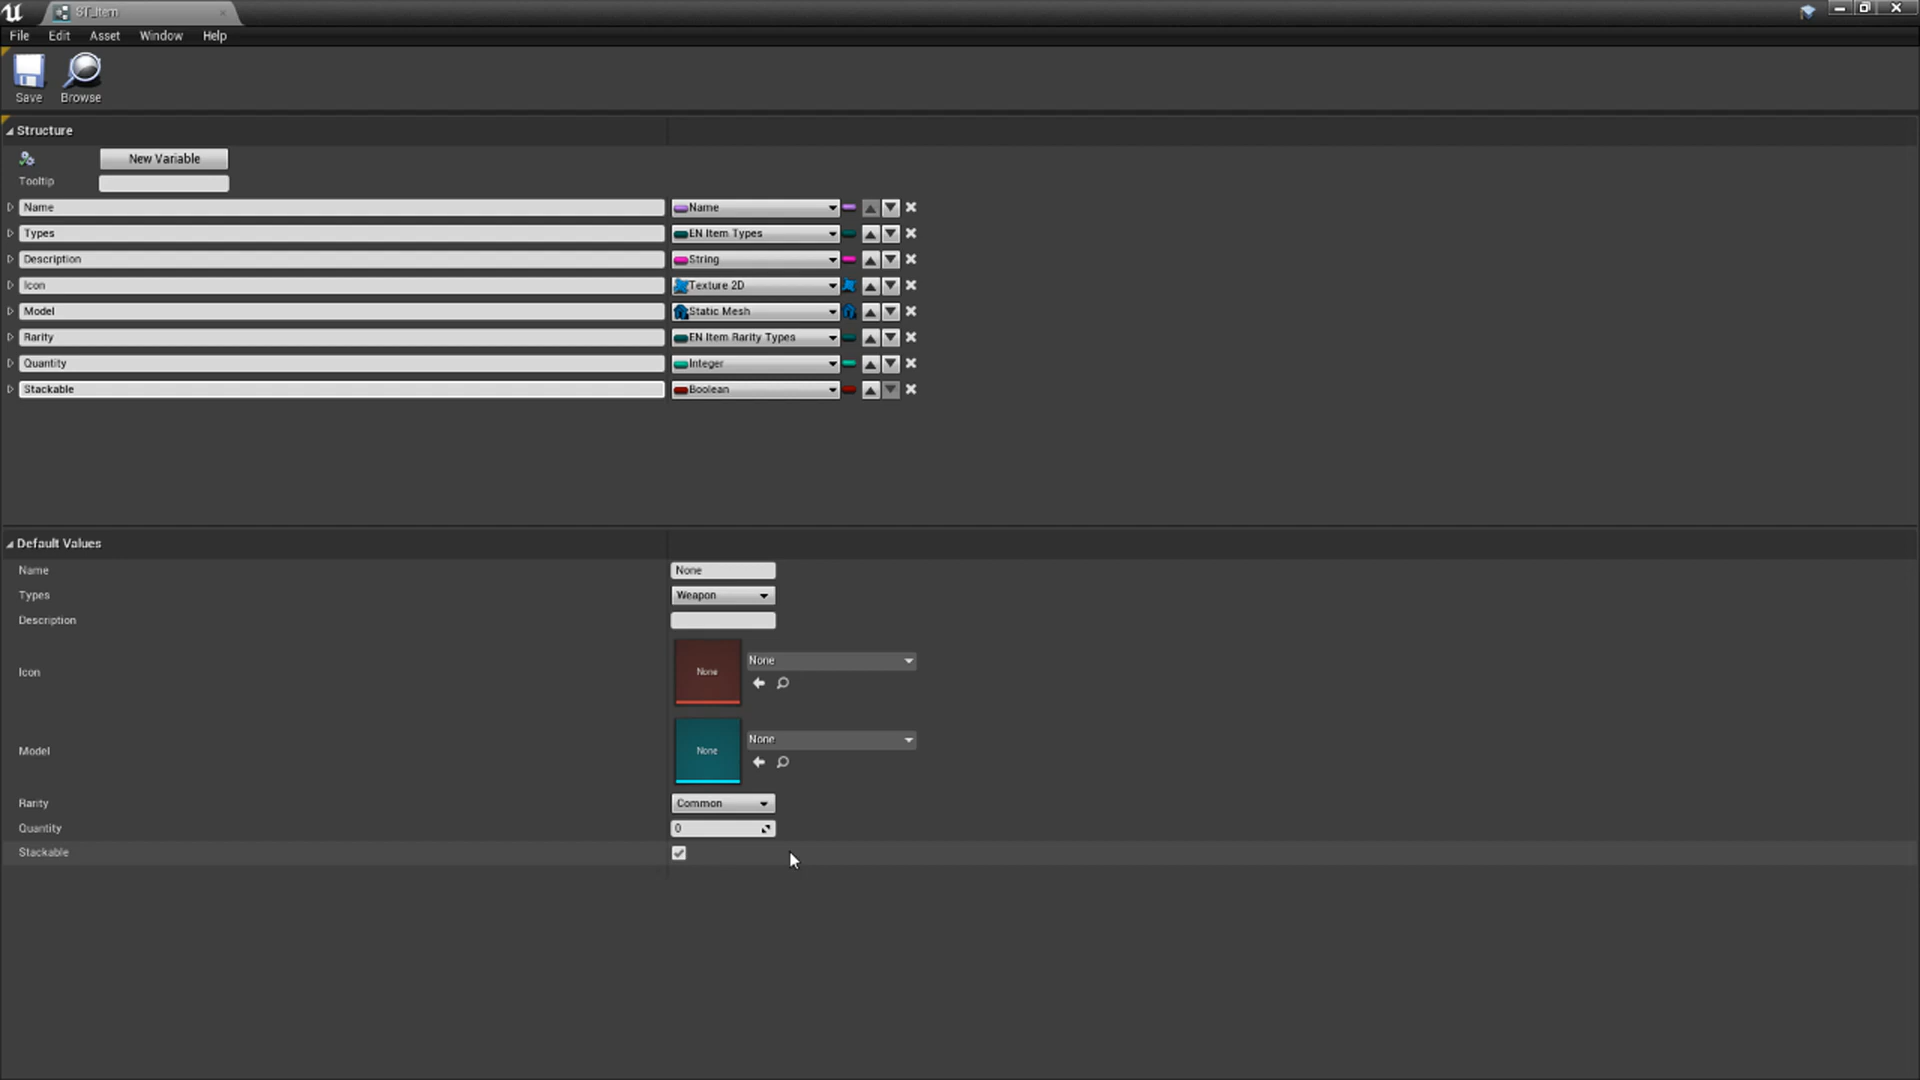 ST_Item
File Edit Asset Window Help
Save Browse
Structure
New Variable
Tooltip
Name Name
Types EN Item Types
Description String
Icon Texture 2D
Model Static Mesh
Rarity EN Item Rarity Types
Quantity Integer
Stackable Boolean
Default Values
Name None
Types Weapon
Description
Icon None None
Model None None
Rarity Common
Quantity 0
Stackable